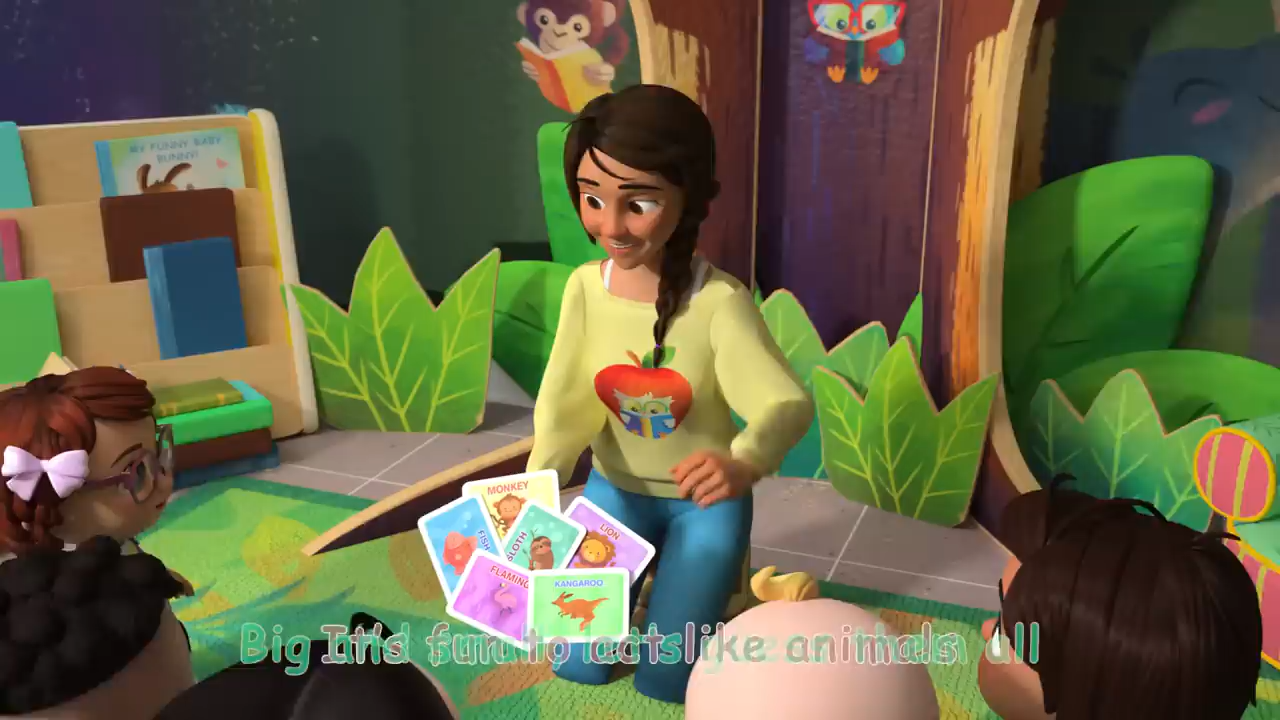 MY FUNNY BABY
BUNNY!
MONKEY
FISH
SLOTH
LION
FLAMING
KANGAROO
It's fun to act like animals